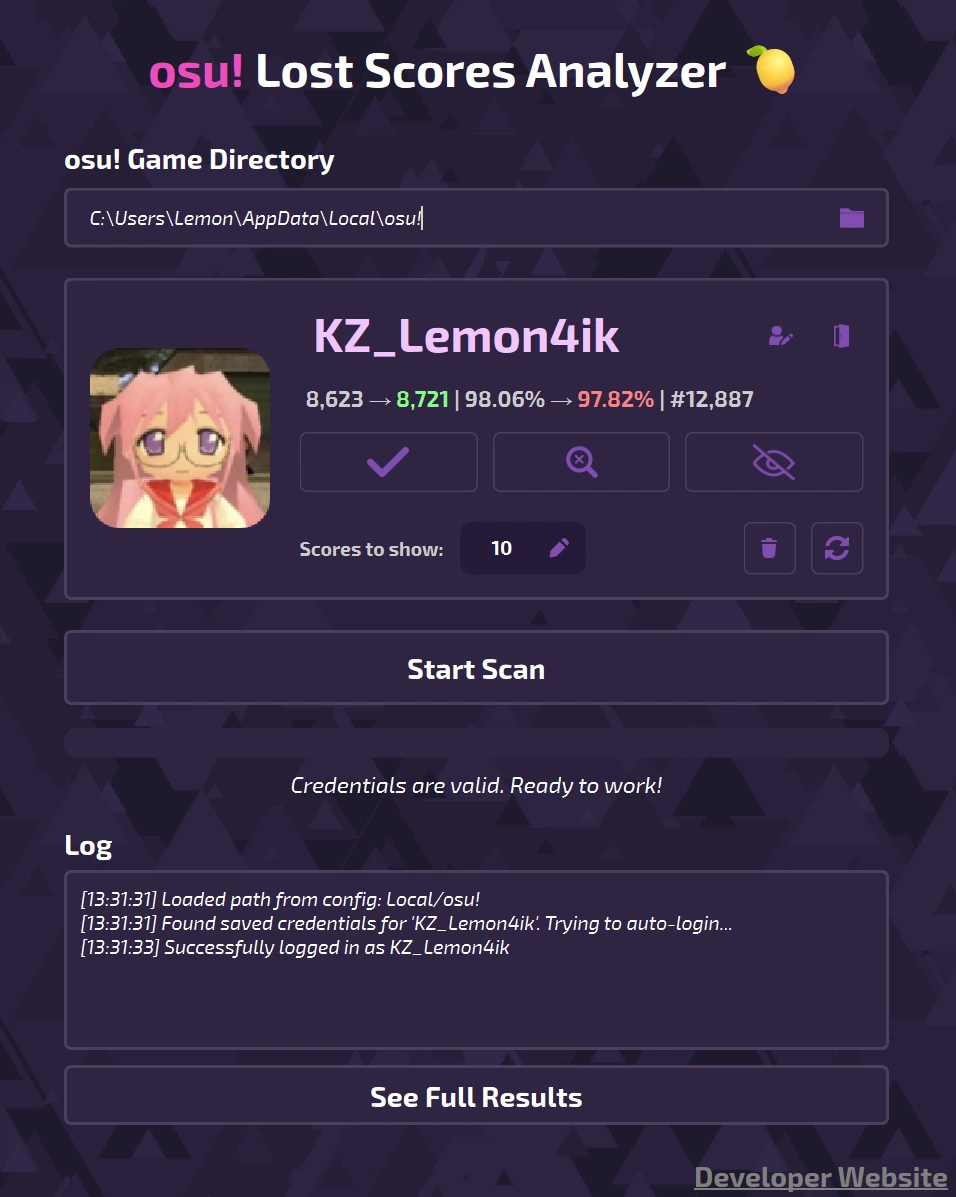 osu! Lost Scores Analyzer
osu! Game Directory
C:\Users\Lemon\AppData\Local\osu!
KZ_Lemon4ik
8,623 → 8,721 | 98.06% → 97.82% | #12,887
Scores to show: 10
Start Scan
Credentials are valid. Ready to work!
Log
[13:31:31] Loaded path from config: Local/osu!
[13:31:31] Found saved credentials for 'KZ_Lemon4ik'. Trying to auto-login...
[13:31:33] Successfully logged in as KZ_Lemon4ik
See Full Results
Developer Website